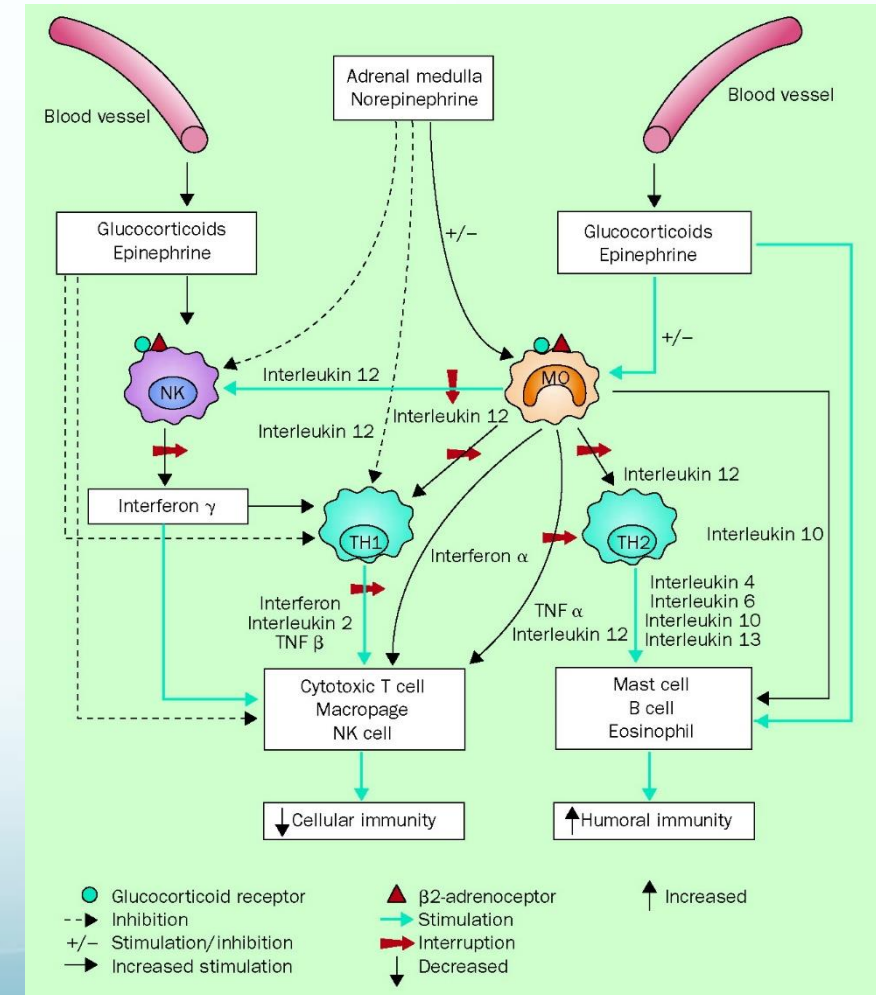 Blood vessel
Adrenal medulla
Norepinephrine
Blood vessel
Glucocorticoids
Epinephrine
+/−
Glucocorticoids
Epinephrine
+/−
NK
Interleukin 12
MO
Interleukin 12
Interleukin 12
Interleukin 12
Interferon γ
TH1
TH2
Interleukin 10
Interferon α
Interferon
Interleukin 2
TNF β
TNF α
Interleukin 12
Interleukin 4
Interleukin 6
Interleukin 10
Interleukin 13
Cytotoxic T cell
Macropage
NK cell
Mast cell
B cell
Eosinophil
Cellular immunity
Humoral immunity
Glucocorticoid receptor
β2-adrenoceptor
Increased
Inhibition
Stimulation
+/− Stimulation/inhibition
Interruption
Increased stimulation
Decreased